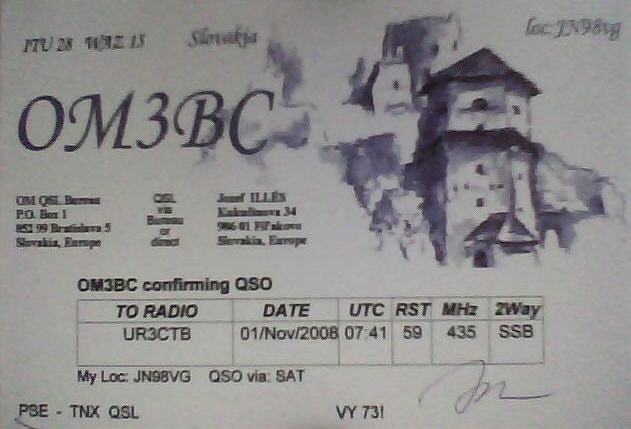 ITU 28 WAZ 15 Slovakja loc: JN98vg
OM3BC
OM QSL Bureau
P.O. Box 1
852 99 Bratislava 5
Slovakia, Europe
QSL
via
Bureau
or
direct
Jozef ILLÉS
Kukučínova 34
986 01 Fiľakovo
Slovakia, Europe
OM3BC confirming QSO
TO RADIO DATE UTC RST MHz 2Way
UR3CTB 01/Nov/2008 07:41 59 435 SSB
My Loc: JN98VG QSO via: SAT
PSE - TNX QSL VY 73!